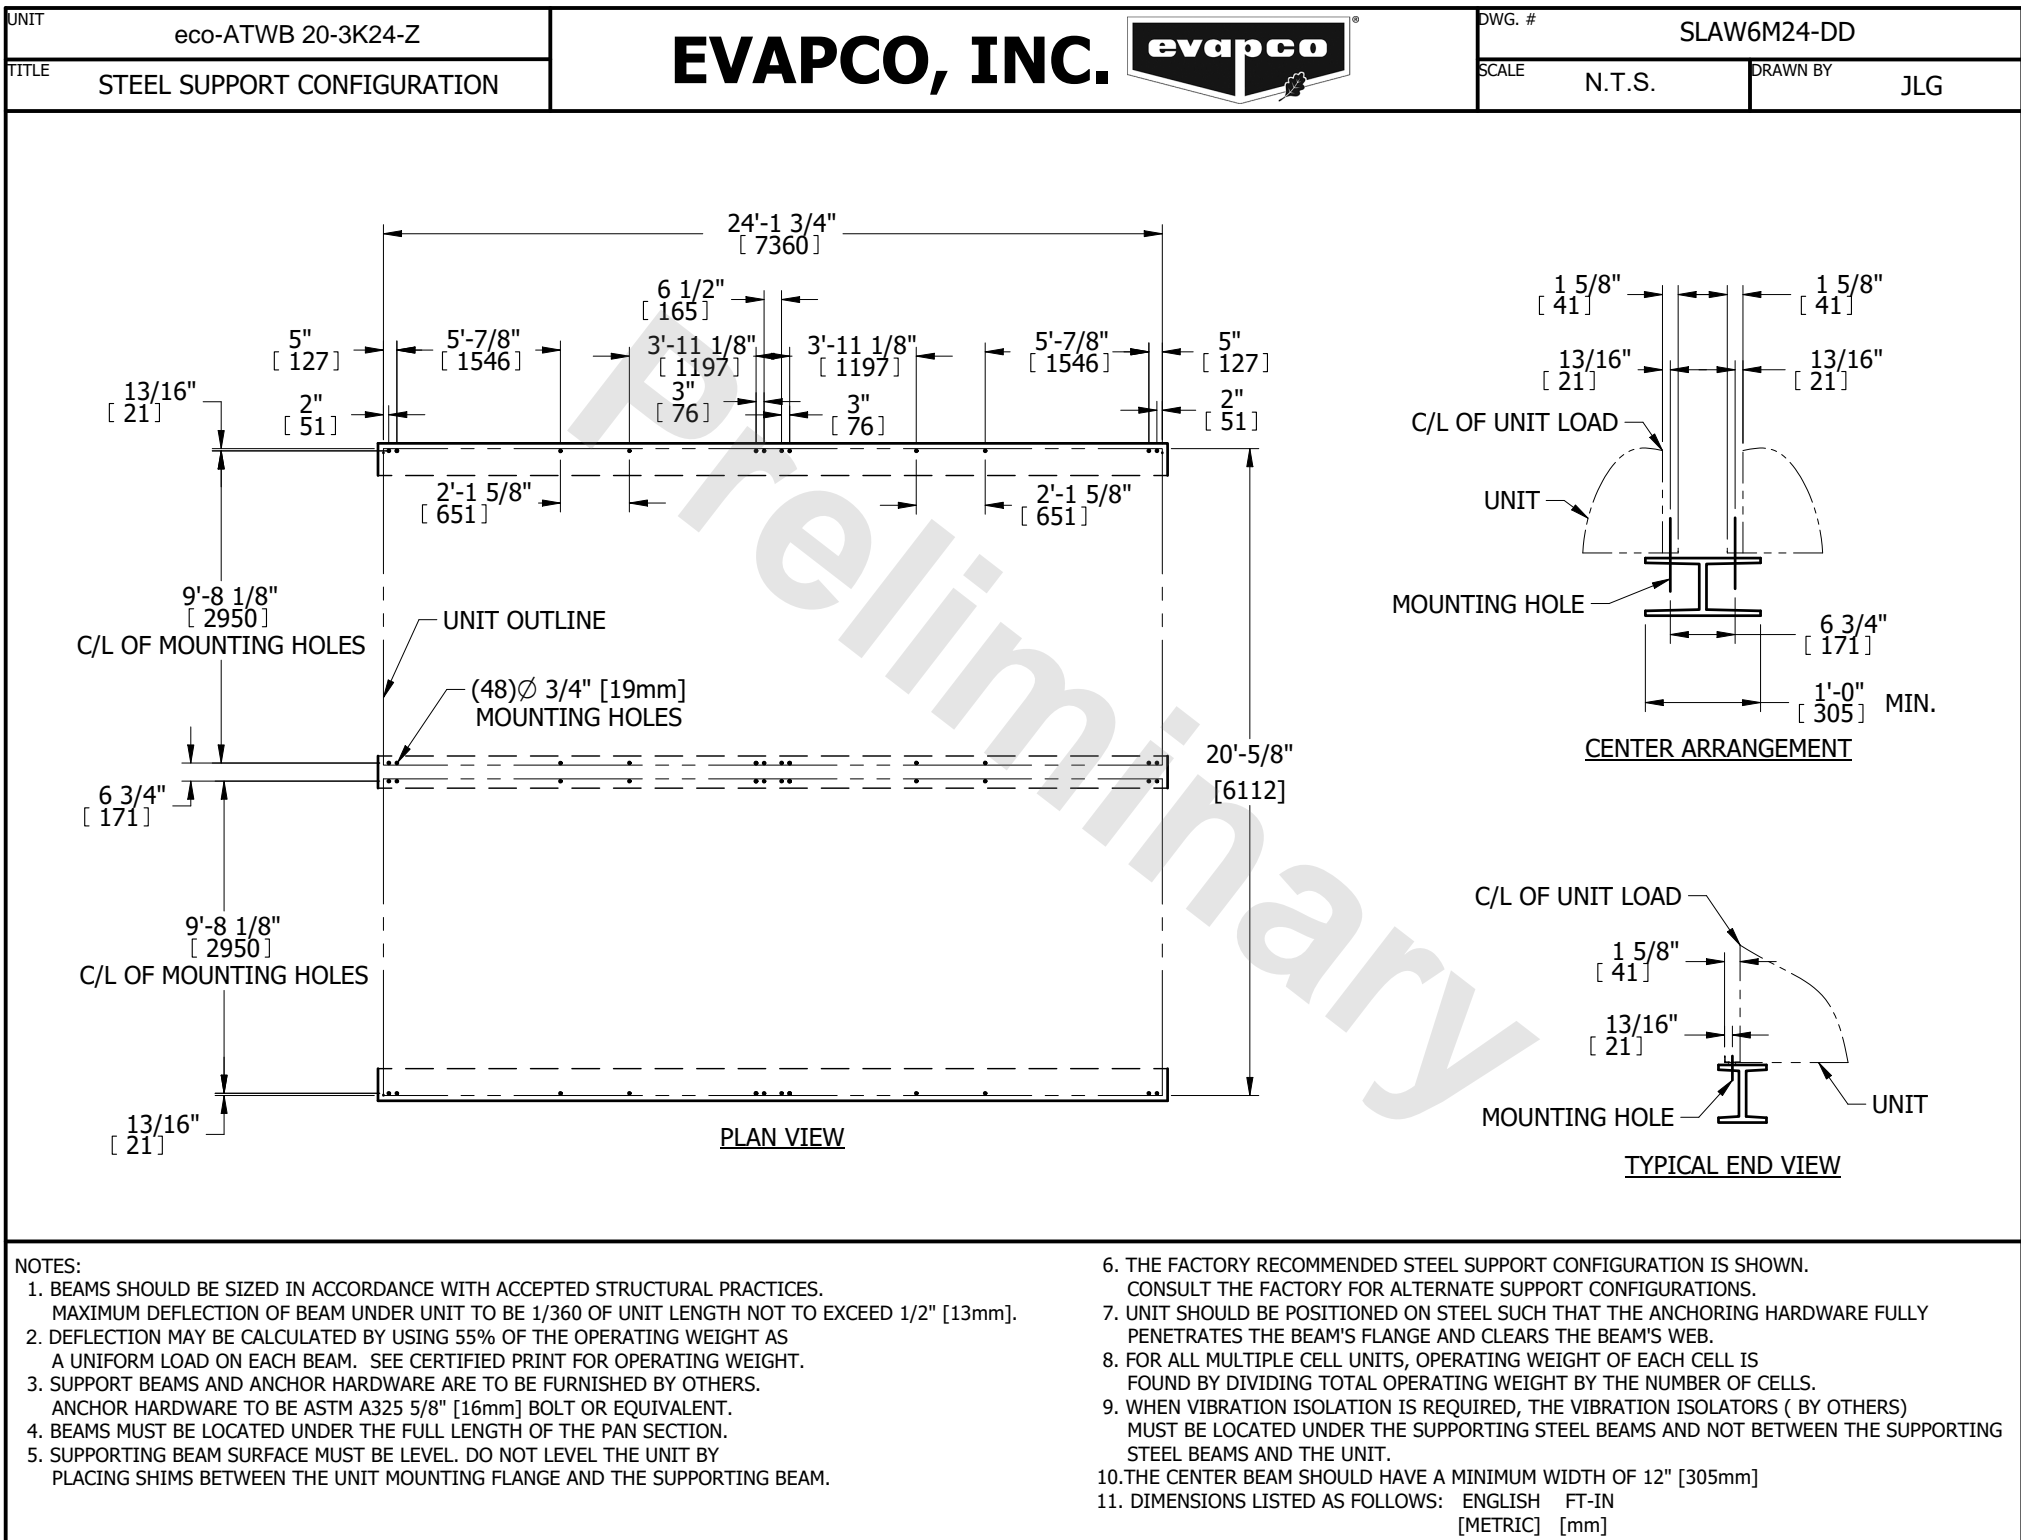 UNIT
eco-ATWB 20-3K24-Z
TITLE
STEEL SUPPORT CONFIGURATION
EVAPCO, INC.
evapco
®
DWG. #
SLAW6M24-DD
SCALE
N.T.S.
DRAWN BY
JLG
24'-1 3/4"
[ 7360 ]
6 1/2"
[ 165 ]
5"
[ 127 ]
5'-7/8"
[ 1546 ]
3'-11 1/8"
[ 1197 ]
3'-11 1/8"
[ 1197 ]
5'-7/8"
[ 1546 ]
5"
[ 127 ]
13/16"
[ 21 ]
2"
[ 51 ]
3"
[ 76 ]
3"
[ 76 ]
2"
[ 51 ]
2'-1 5/8"
[ 651 ]
2'-1 5/8"
[ 651 ]
9'-8 1/8"
[ 2950 ]
C/L OF MOUNTING HOLES
UNIT OUTLINE
(48)∅ 3/4" [19mm]
MOUNTING HOLES
6 3/4"
[ 171 ]
20'-5/8"
[6112]
9'-8 1/8"
[ 2950 ]
C/L OF MOUNTING HOLES
13/16"
[ 21 ]
PLAN VIEW
Preliminary
1 5/8"
[ 41 ]
1 5/8"
[ 41 ]
13/16"
[ 21 ]
13/16"
[ 21 ]
C/L OF UNIT LOAD
UNIT
MOUNTING HOLE
6 3/4"
[ 171 ]
1'-0"
[ 305 ]
MIN.
CENTER ARRANGEMENT
C/L OF UNIT LOAD
1 5/8"
[ 41 ]
13/16"
[ 21 ]
MOUNTING HOLE
UNIT
TYPICAL END VIEW
NOTES:
1. BEAMS SHOULD BE SIZED IN ACCORDANCE WITH ACCEPTED STRUCTURAL PRACTICES.
MAXIMUM DEFLECTION OF BEAM UNDER UNIT TO BE 1/360 OF UNIT LENGTH NOT TO EXCEED 1/2" [13mm].
2. DEFLECTION MAY BE CALCULATED BY USING 55% OF THE OPERATING WEIGHT AS
A UNIFORM LOAD ON EACH BEAM. SEE CERTIFIED PRINT FOR OPERATING WEIGHT.
3. SUPPORT BEAMS AND ANCHOR HARDWARE ARE TO BE FURNISHED BY OTHERS.
ANCHOR HARDWARE TO BE ASTM A325 5/8" [16mm] BOLT OR EQUIVALENT.
4. BEAMS MUST BE LOCATED UNDER THE FULL LENGTH OF THE PAN SECTION.
5. SUPPORTING BEAM SURFACE MUST BE LEVEL. DO NOT LEVEL THE UNIT BY
PLACING SHIMS BETWEEN THE UNIT MOUNTING FLANGE AND THE SUPPORTING BEAM.
6. THE FACTORY RECOMMENDED STEEL SUPPORT CONFIGURATION IS SHOWN.
CONSULT THE FACTORY FOR ALTERNATE SUPPORT CONFIGURATIONS.
7. UNIT SHOULD BE POSITIONED ON STEEL SUCH THAT THE ANCHORING HARDWARE FULLY
PENETRATES THE BEAM'S FLANGE AND CLEARS THE BEAM'S WEB.
8. FOR ALL MULTIPLE CELL UNITS, OPERATING WEIGHT OF EACH CELL IS
FOUND BY DIVIDING TOTAL OPERATING WEIGHT BY THE NUMBER OF CELLS.
9. WHEN VIBRATION ISOLATION IS REQUIRED, THE VIBRATION ISOLATORS ( BY OTHERS)
MUST BE LOCATED UNDER THE SUPPORTING STEEL BEAMS AND NOT BETWEEN THE SUPPORTING
STEEL BEAMS AND THE UNIT.
10.THE CENTER BEAM SHOULD HAVE A MINIMUM WIDTH OF 12" [305mm]
11. DIMENSIONS LISTED AS FOLLOWS: ENGLISH FT-IN
[METRIC] [mm]